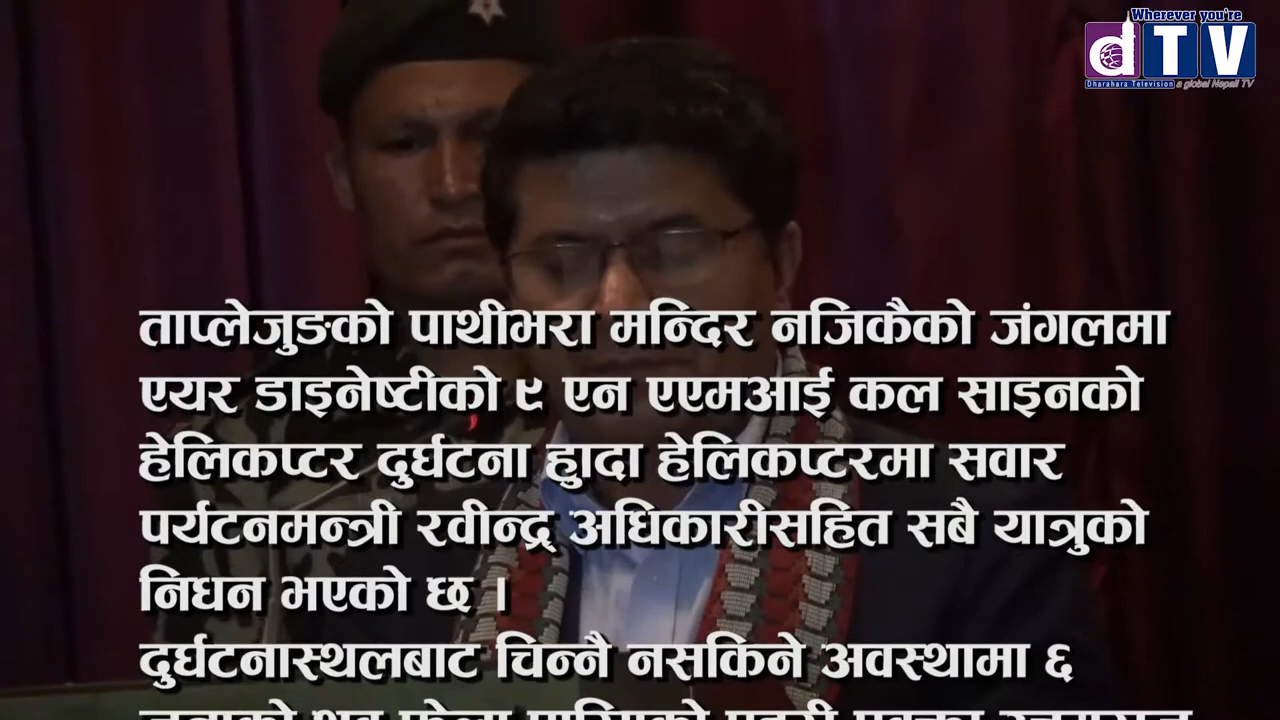 Wherever you're
dTV
Dharahara Television a global Nepali TV
ताप्लेजुङको पाथीभरा मन्दिर नजिकैको जंगलमा
एयर डाइनेष्टीको ९ एन एएमआई कल साइनको
हेलिकप्टर दुर्घटना हुादा हेलिकप्टरमा सवार
पर्यटनमन्त्री रवीन्द्र् अधिकारीसहित सबै यात्रुको
निधन भएको छ ।
दुर्घटनास्थलबाट चिन्नै नसकिने अवस्थामा ६